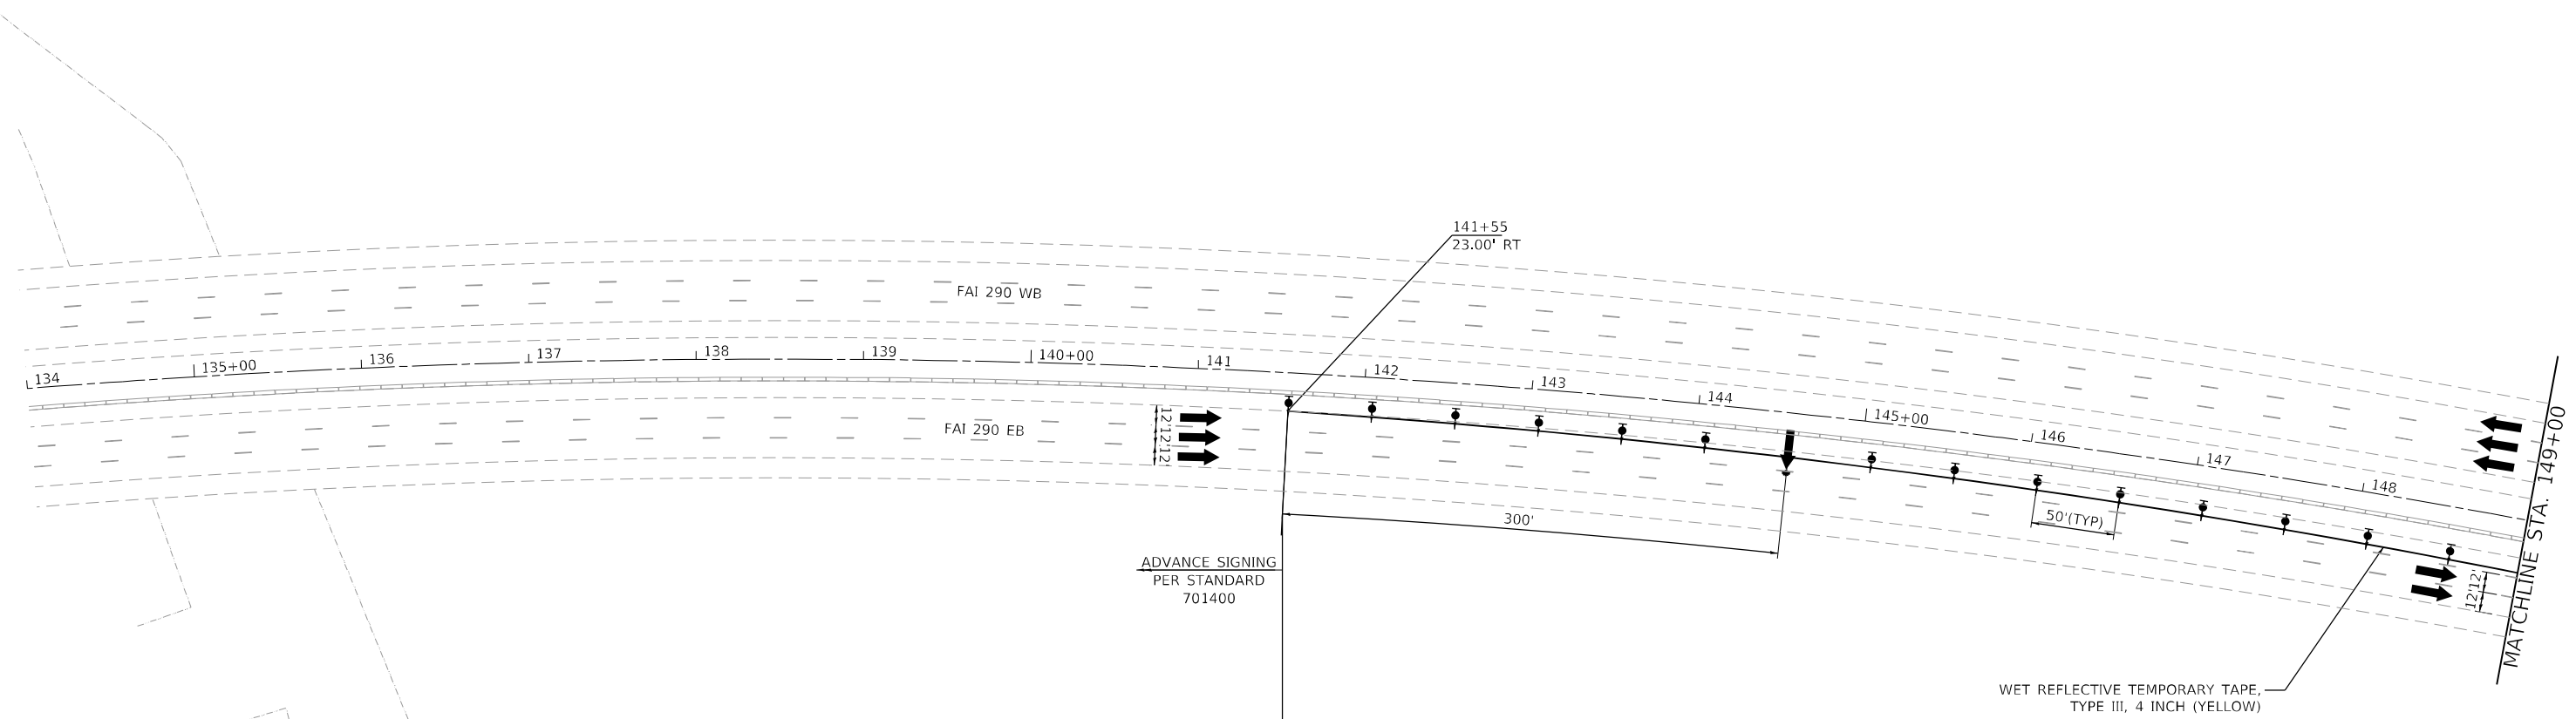 141+55
23.00' RT
FAI 290 WB
134
135+00
136
137
138
139
140+00
141
142
143
144
145+00
146
147
148
FAI 290 EB
12'
12'
12'
300'
50'(TYP)
12'
12'
MATCHLINE STA. 149+00
ADVANCE SIGNING
PER STANDARD
701400
WET REFLECTIVE TEMPORARY TAPE,
TYPE III, 4 INCH (YELLOW)